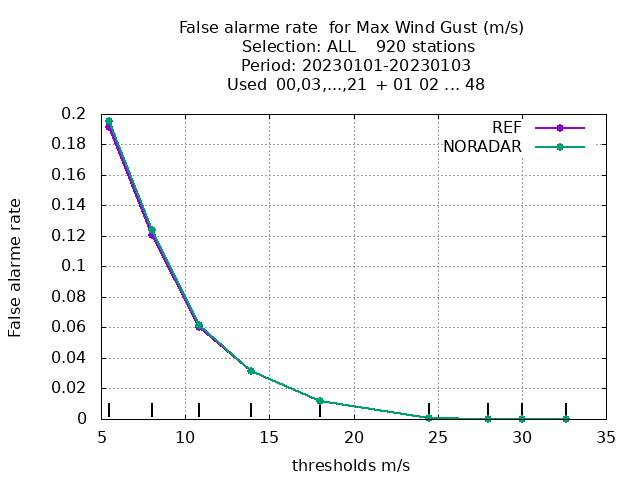 False alarme rate  for Max Wind Gust (m/s)
Selection: ALL    920 stations
Period: 20230101-20230103
Used  00,03,...,21  + 01 02 ... 48
REF
NORADAR
False alarme rate
0.2
0.18
0.16
0.14
0.12
0.1
0.08
0.06
0.04
0.02
0
5 10 15 20 25 30 35
thresholds m/s